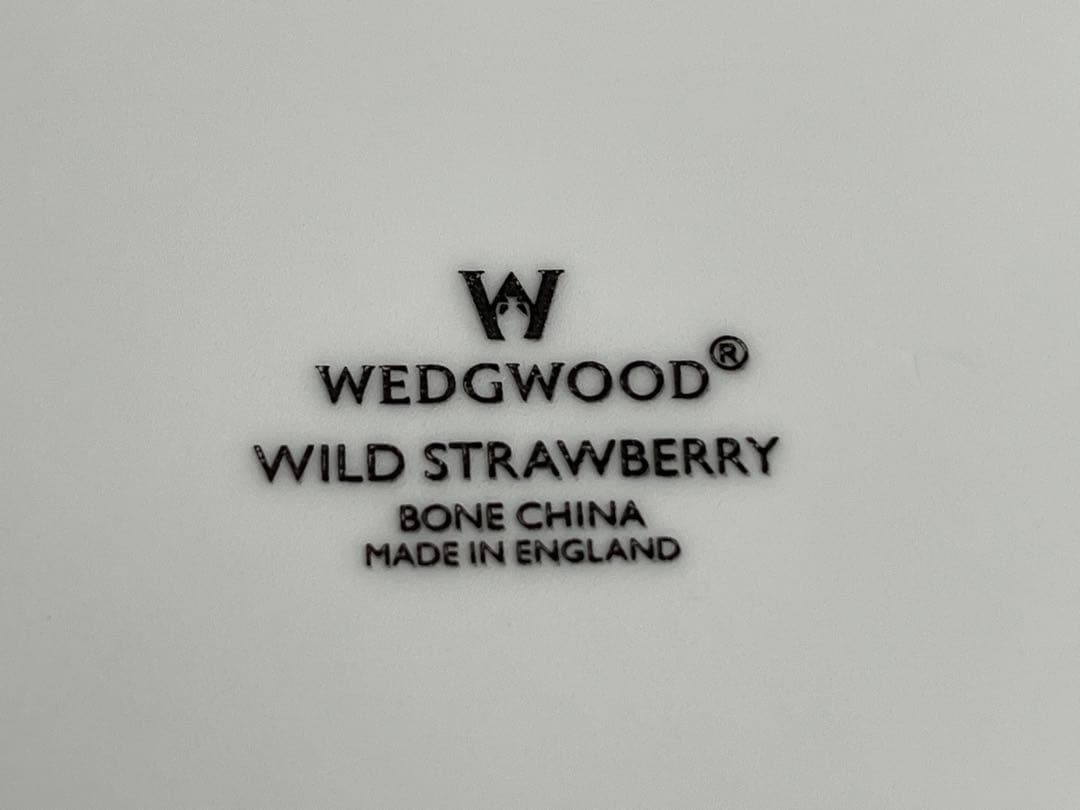 W
WEDGWOOD®
WILD STRAWBERRY
BONE CHINA
MADE IN ENGLAND